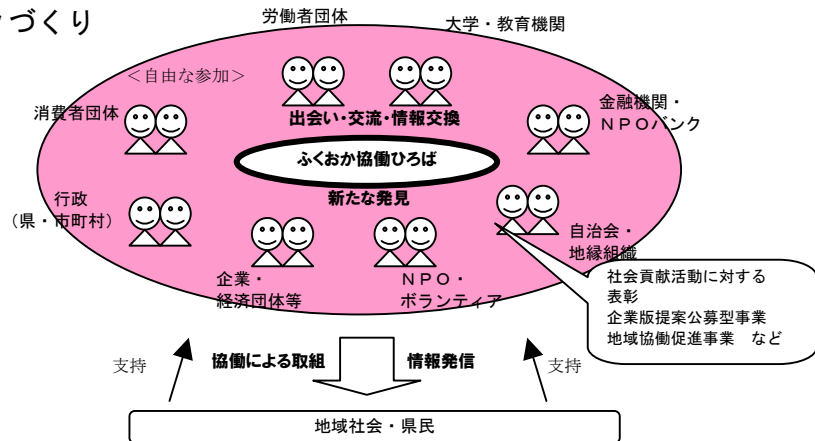 づくり
労働者団体
大学・教育機関
＜自由な参加＞
消費者団体
金融機関・
ＮＰＯバンク
出会い・交流・情報交換
ふくおか協働ひろば
新たな発見
行政
（県・市町村）
自治会・
地縁組織
企業・
経済団体等
ＮＰＯ・
ボランティア
社会貢献活動に対する
表彰
企業版提案公募型事業
地域協働促進事業　など
支持
協働による取組
情報発信
支持
地域社会・県民